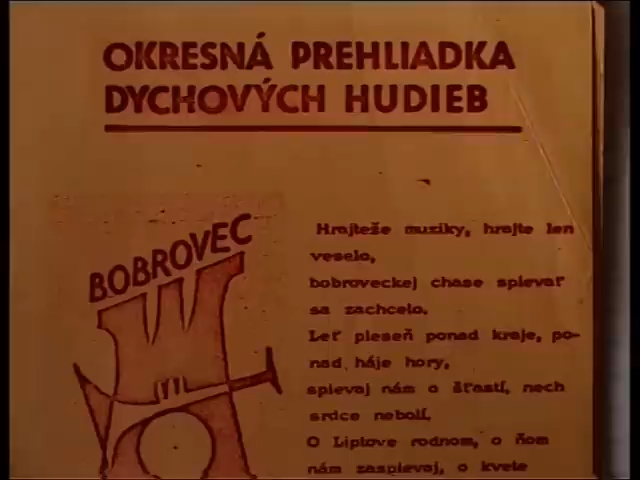 OKRESNÁ PREHLIADKA
DYCHOVÝCH HUDIEB
BOBROVEC
Hrajteže muziky, hrajte len
veselo,
bobroveckej chase spievať
sa zachcelo.
Leť pieseň ponad kraje, po-
nad háje hory,
spievaj nám o šťastí, nech
srdce nebolí.
O Liptove rodnom, o ňom
nám zaspievaj, o kvete